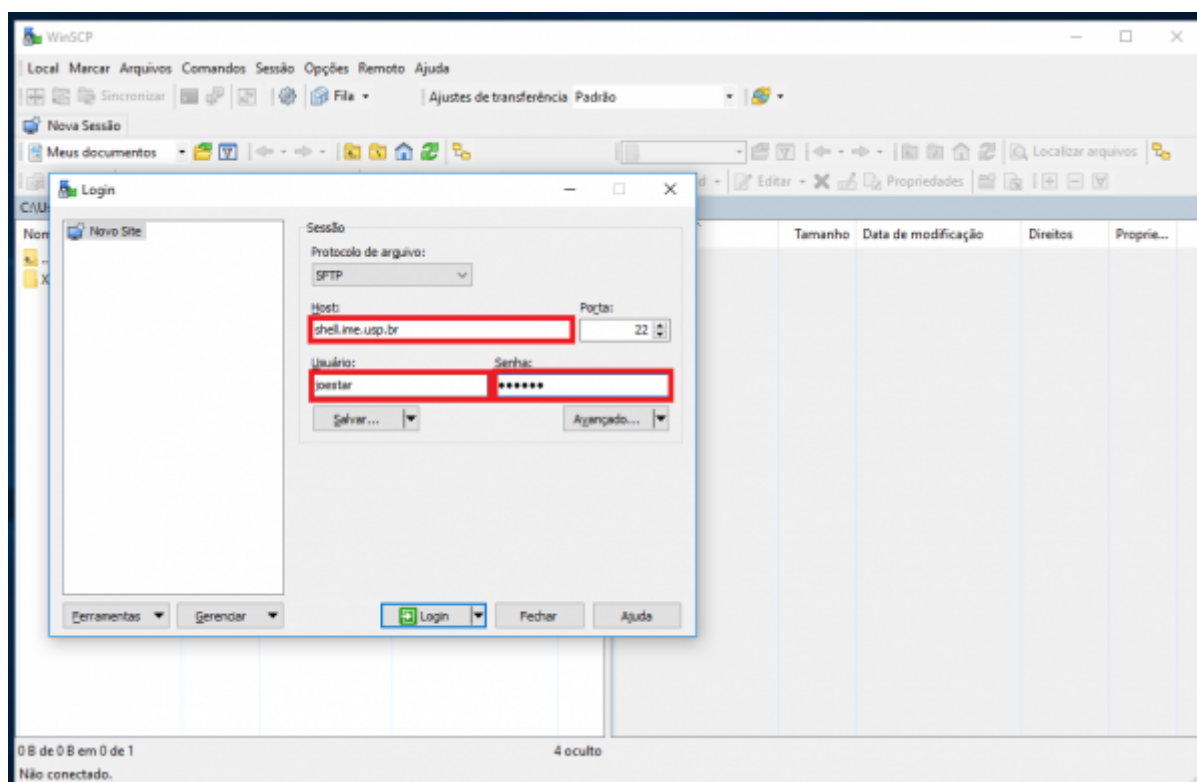 WinSCP
Local Marcar Arquivos Comandos Sessão Opções Remoto Ajuda
Sincronizar Fila Ajustes de transferência Padrão
Nova Sessão
Meus documentos Localizar arquivos
Editar Propriedades
Login
Novo Site
Sessão
Protocolo de arquivo:
SFTP
Host: Porta:
shell.ime.usp.br 22
Usuário: Senha:
joestar ••••••
Salvar... Avançado...
Ferramentas Gerenciar Login Fechar Ajuda
Tamanho Data de modificação Direitos Proprie...
0 B de 0 B em 0 de 1 4 oculto
Não conectado.